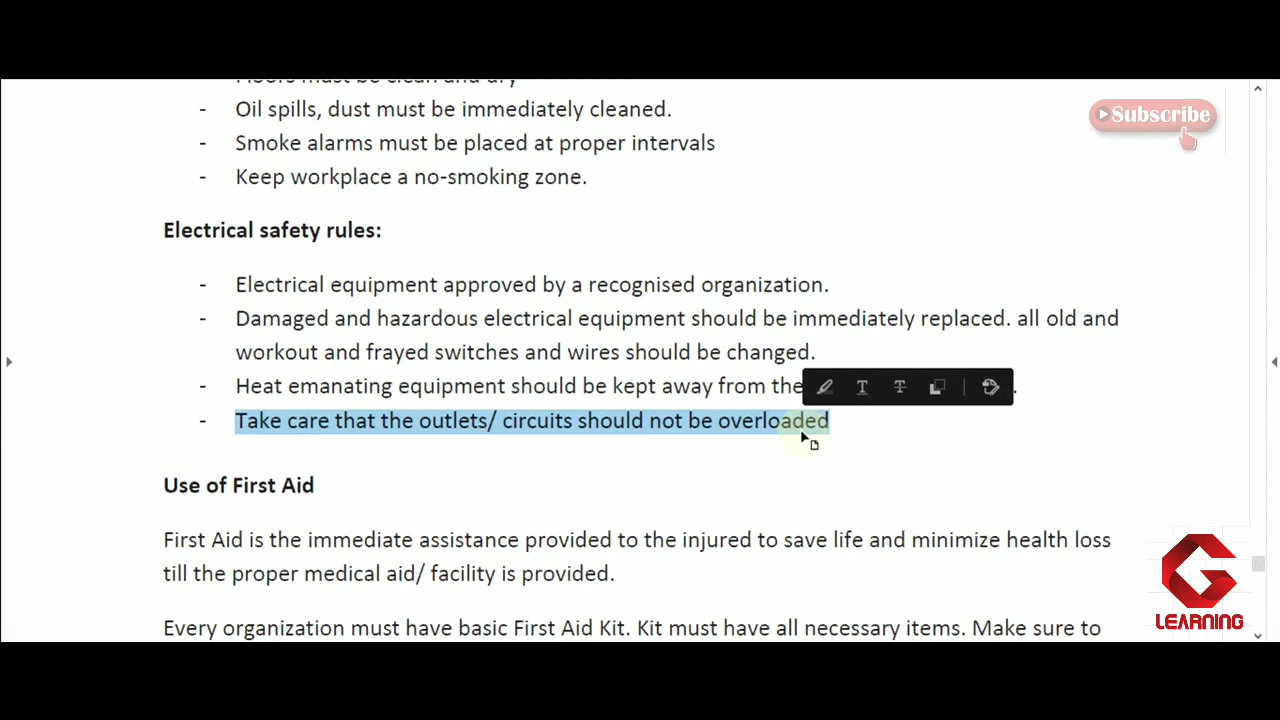 Floors must be clean and dry
- Oil spills, dust must be immediately cleaned.
- Smoke alarms must be placed at proper intervals
- Keep workplace a no-smoking zone.
Subscribe
Electrical safety rules:
- Electrical equipment approved by a recognised organization.
- Damaged and hazardous electrical equipment should be immediately replaced. all old and
workout and frayed switches and wires should be changed.
- Heat emanating equipment should be kept away from the
- Take care that the outlets/ circuits should not be overloaded
Use of First Aid
First Aid is the immediate assistance provided to the injured to save life and minimize health loss
till the proper medical aid/ facility is provided.
Every organization must have basic First Aid Kit. Kit must have all necessary items. Make sure to
LEARNING